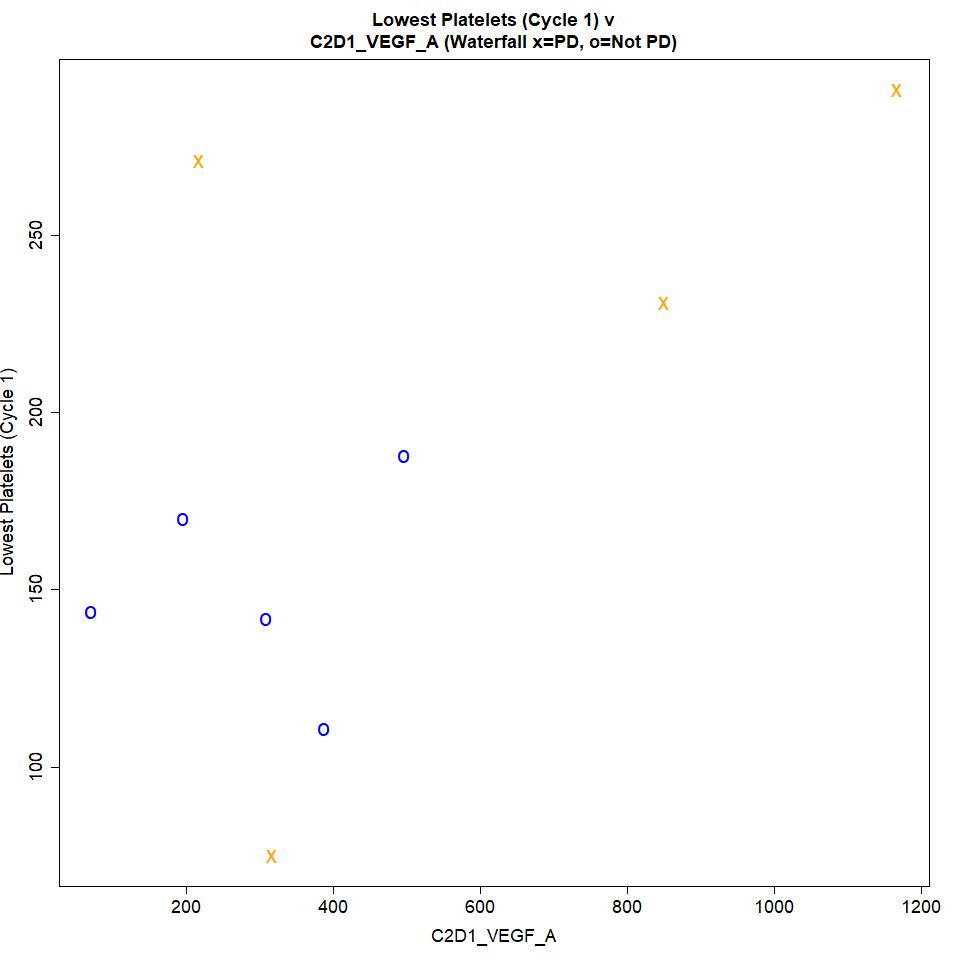 Lowest Platelets (Cycle 1) v
C2D1_VEGF_A (Waterfall x=PD, o=Not PD)
Lowest Platelets (Cycle 1)
250
200
150
100
x
x
x
o
o
o
o
o
x
200 400 600 800 1000 1200
C2D1_VEGF_A